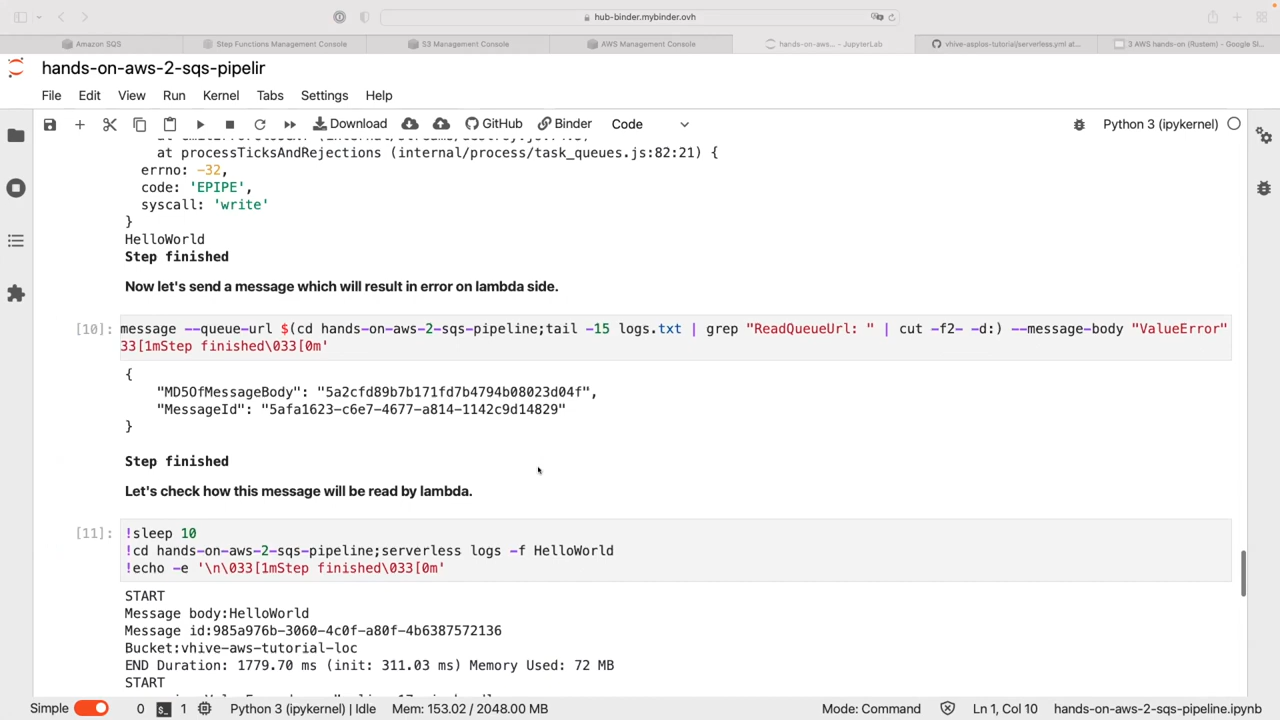 hub-binder.mybinder.ovh
Amazon SQS
Step Functions Management Console
S3 Management Console
AWS Management Console
hands-on-aws... - JupyterLab
vhive-asplos-tutorial/serverless.yml at...
3 AWS hands-on (Rustem) - Google Sl...
hands-on-aws-2-sqs-pipelir
File Edit View Run Kernel Tabs Settings Help
Download GitHub Binder Code Python 3 (ipykernel)
at processTicksAndRejections (internal/process/task_queues.js:82:21) {
errno: -32,
code: 'EPIPE',
syscall: 'write'
}
HelloWorld
Step finished
Now let's send a message which will result in error on lambda side.
[10]: message --queue-url $(cd hands-on-aws-2-sqs-pipeline;tail -15 logs.txt | grep "ReadQueueUrl: " | cut -f2- -d:) --message-body "ValueError"
33[1mStep finished\033[0m'
{
"MD5OfMessageBody": "5a2cfd89b7b171fd7b4794b08023d04f",
"MessageId": "5afa1623-c6e7-4677-a814-1142c9d14829"
}
Step finished
Let's check how this message will be read by lambda.
[11]: !sleep 10
!cd hands-on-aws-2-sqs-pipeline;serverless logs -f HelloWorld
!echo -e '\n\033[1mStep finished\033[0m'
START
Message body:HelloWorld
Message id:985a976b-3060-4c0f-a80f-4b6387572136
Bucket:vhive-aws-tutorial-loc
END Duration: 1779.70 ms (init: 311.03 ms) Memory Used: 72 MB
START
Simple 0 1 Python 3 (ipykernel) | Idle Mem: 153.02 / 2048.00 MB Mode: Command Ln 1, Col 10 hands-on-aws-2-sqs-pipeline.ipynb